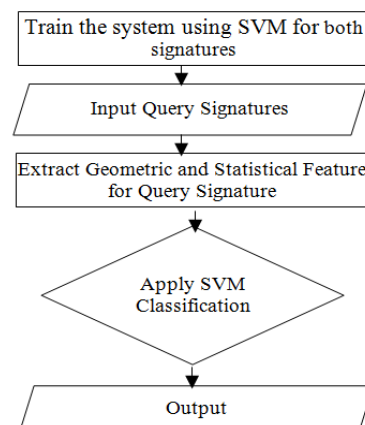 Train the system using SVM for both
signatures
Input Query Signatures
Extract Geometric and Statistical Feature
for Query Signature
Apply SVM
Classification
Output